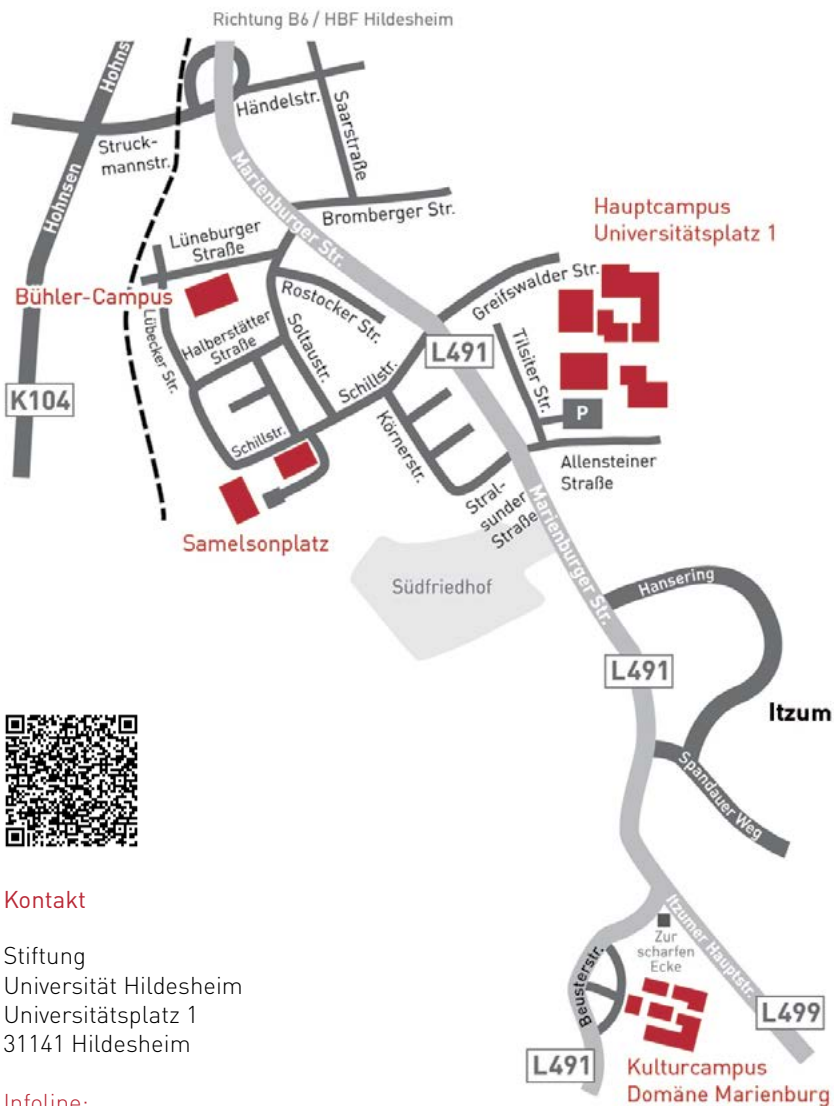 Richtung B6 / HBF Hildesheim
Hohns
Händelstr.
Saarstraße
Struck-
mannstr.
Hohnsen
Marienburger Str.
Bromberger Str.
Hauptcampus
Universitätsplatz 1
Lüneburger
Straße
Bühler-Campus
Rostocker Str.
Greifswalder Str.
Lübecker Str.
Halberstätter
Straße
Soltaustr.
Schillstr.
L491
Tilsiter Str.
K104
P
Schillstr.
Körnerstr.
Allensteiner
Straße
Stral-
sunder
Straße
Marienburger Str.
Samelsonplatz
Südfriedhof
Hansering
L491
Itzum
Spandauer Weg
Kontakt
Stiftung
Universität Hildesheim
Universitätsplatz 1
31141 Hildesheim
Itzumer Hauptstr.
Zur
scharfen
Ecke
Beusterstr.
L499
L491
Kulturcampus
Domäne Marienburg
Infoline: